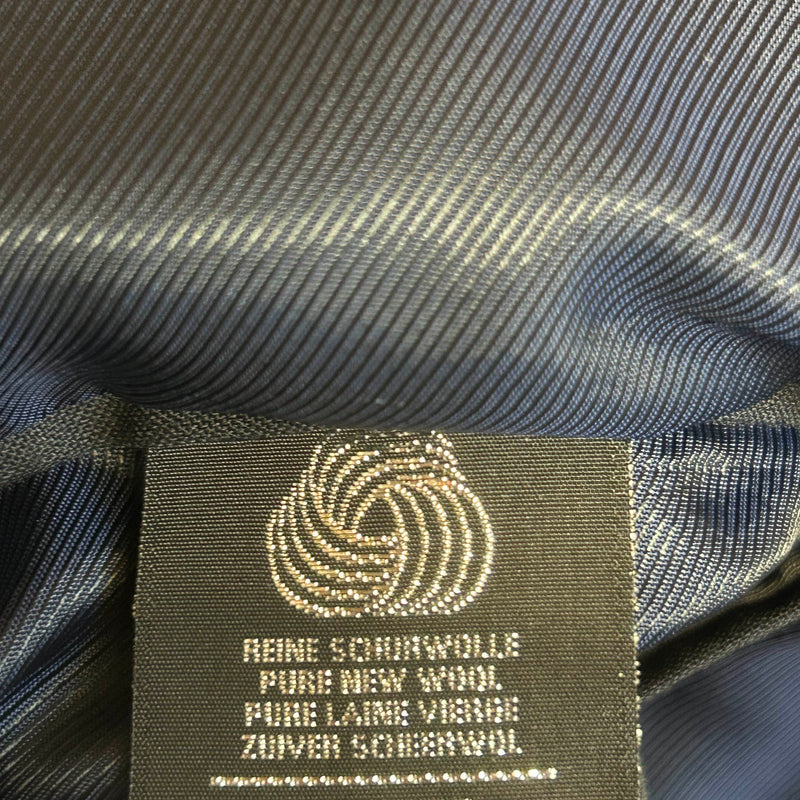 REINE SCHURWOLLE
PURE NEW WOOL
PURE LAINE VIERGE
ZUIVER SCHEERWOL